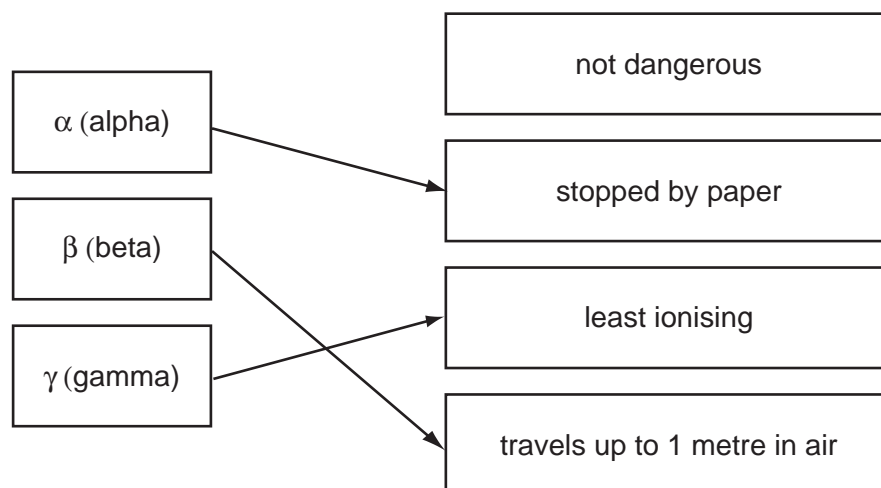 not dangerous
α (alpha)
stopped by paper
β (beta)
least ionising
γ (gamma)
travels up to 1 metre in air